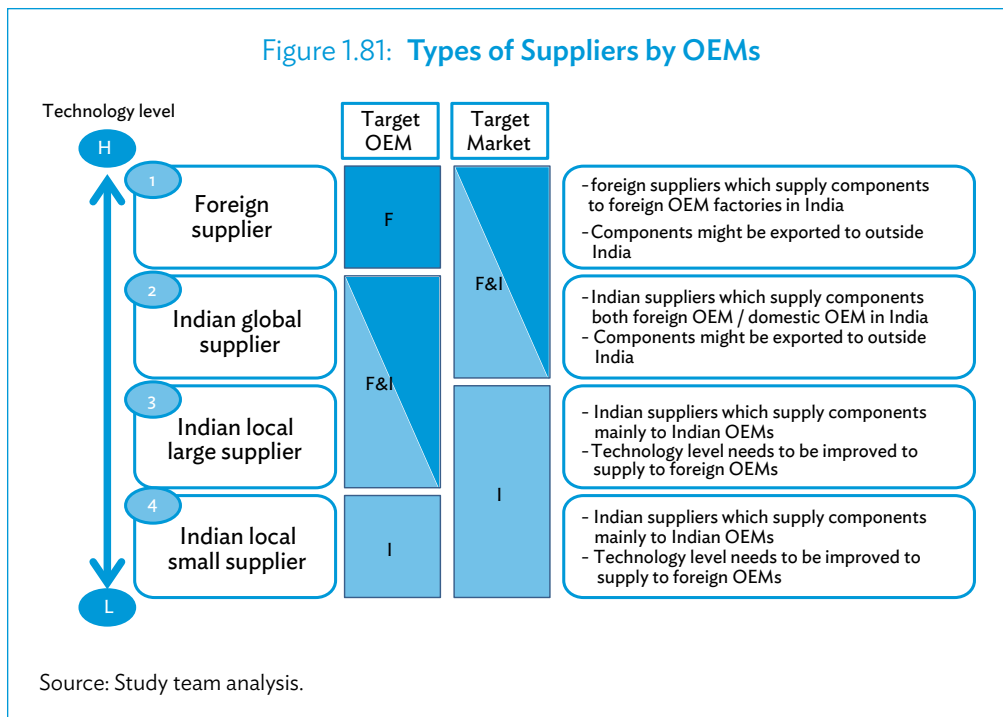 Figure 1.81: Types of Suppliers by OEMs
Technology level
H
Target
OEM
Target
Market
1
Foreign
supplier
F
F&I
- foreign suppliers which supply components
to foreign OEM factories in India
- Components might be exported to outside
India
2
Indian global
supplier
F&I
- Indian suppliers which supply components
both foreign OEM / domestic OEM in India
- Components might be exported to outside
India
3
Indian local
large supplier
I
- Indian suppliers which supply components
mainly to Indian OEMs
- Technology level needs to be improved to
supply to foreign OEMs
4
Indian local
small supplier
I
- Indian suppliers which supply components
mainly to Indian OEMs
- Technology level needs to be improved to
supply to foreign OEMs
L
Source: Study team analysis.